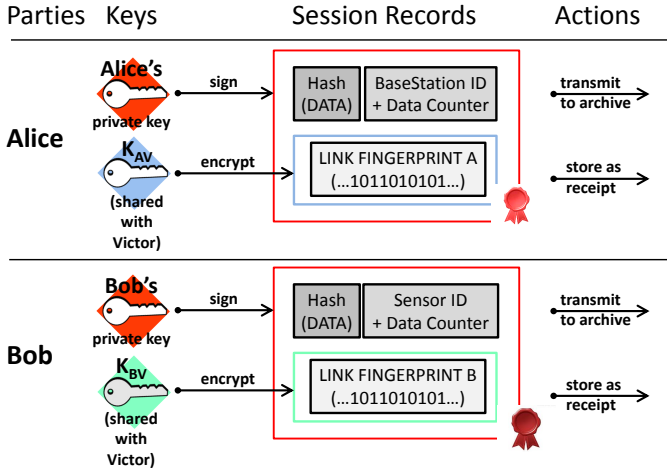 Parties Keys Session Records Actions
Alice
Alice's
private key
sign
Hash
(DATA)
BaseStation ID
+ Data Counter
transmit
to archive
KAV
(shared
with
Victor)
encrypt
LINK FINGERPRINT A
(...1011010101...)
store as
receipt
Bob
Bob's
private key
sign
Hash
(DATA)
Sensor ID
+ Data Counter
transmit
to archive
KBV
(shared
with
Victor)
encrypt
LINK FINGERPRINT B
(...1011010101...)
store as
receipt